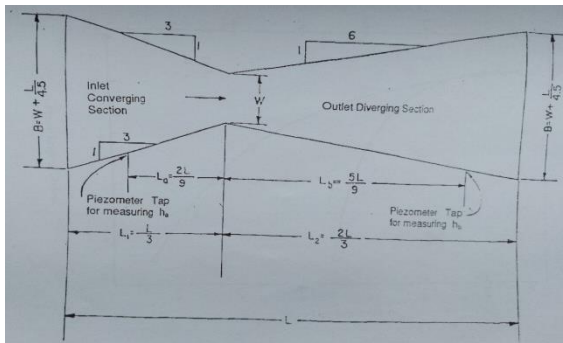 3
1
6
1
B=W+ L/4.5
Inlet
Converging
Section
W
Outlet Diverging Section
B=W+ L/4.5
3
1
La= 2L/9
Lb= 5L/9
Piezometer Tap
for measuring ha
Piezometer Tap
for measuring hb
L1= L/3
L2= 2L/3
L